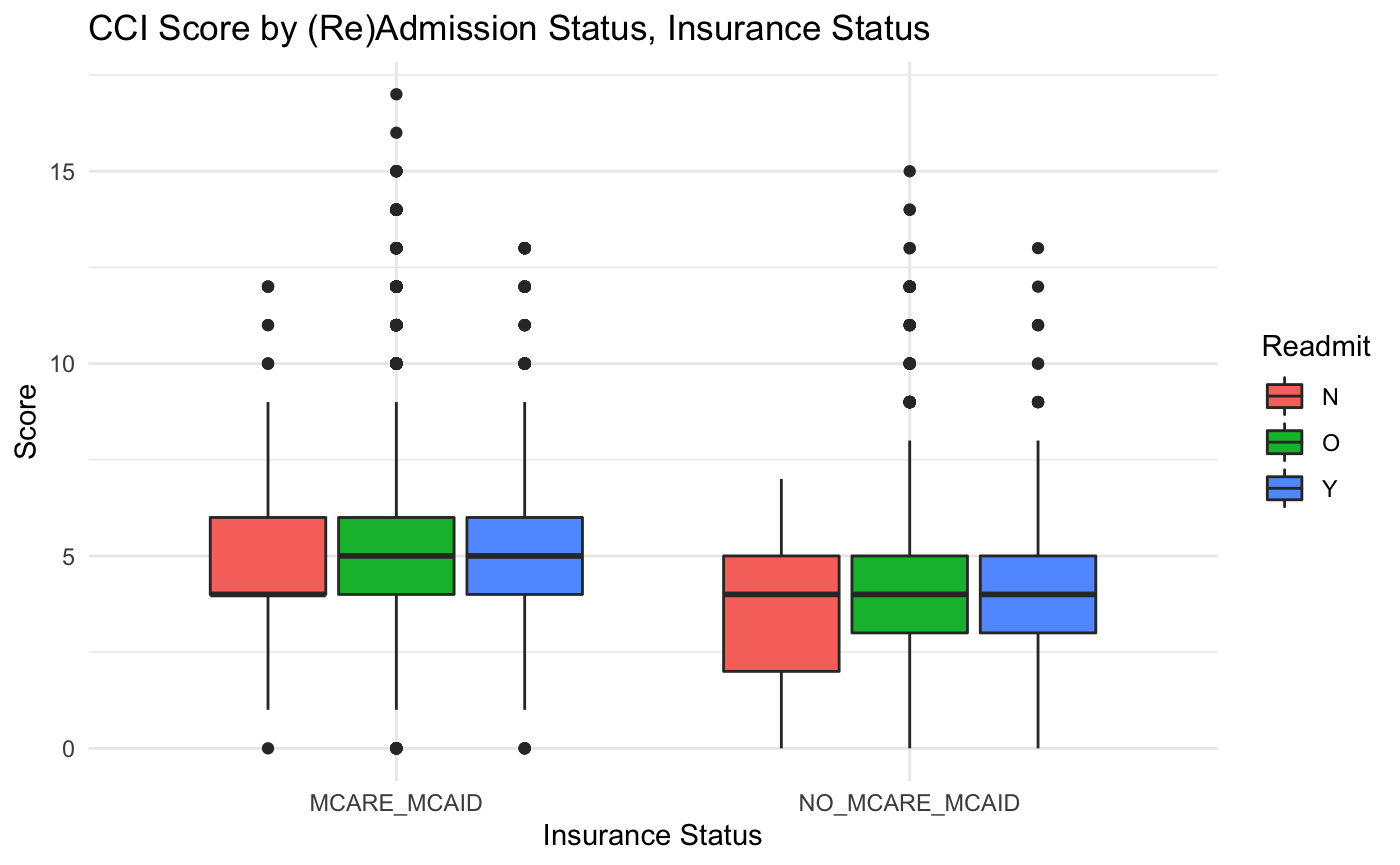 CCI Score by (Re)Admission Status, Insurance Status
15
10
5
0
Score
MCARE_MCAID
NO_MCARE_MCAID
Insurance Status
Readmit
N
O
Y